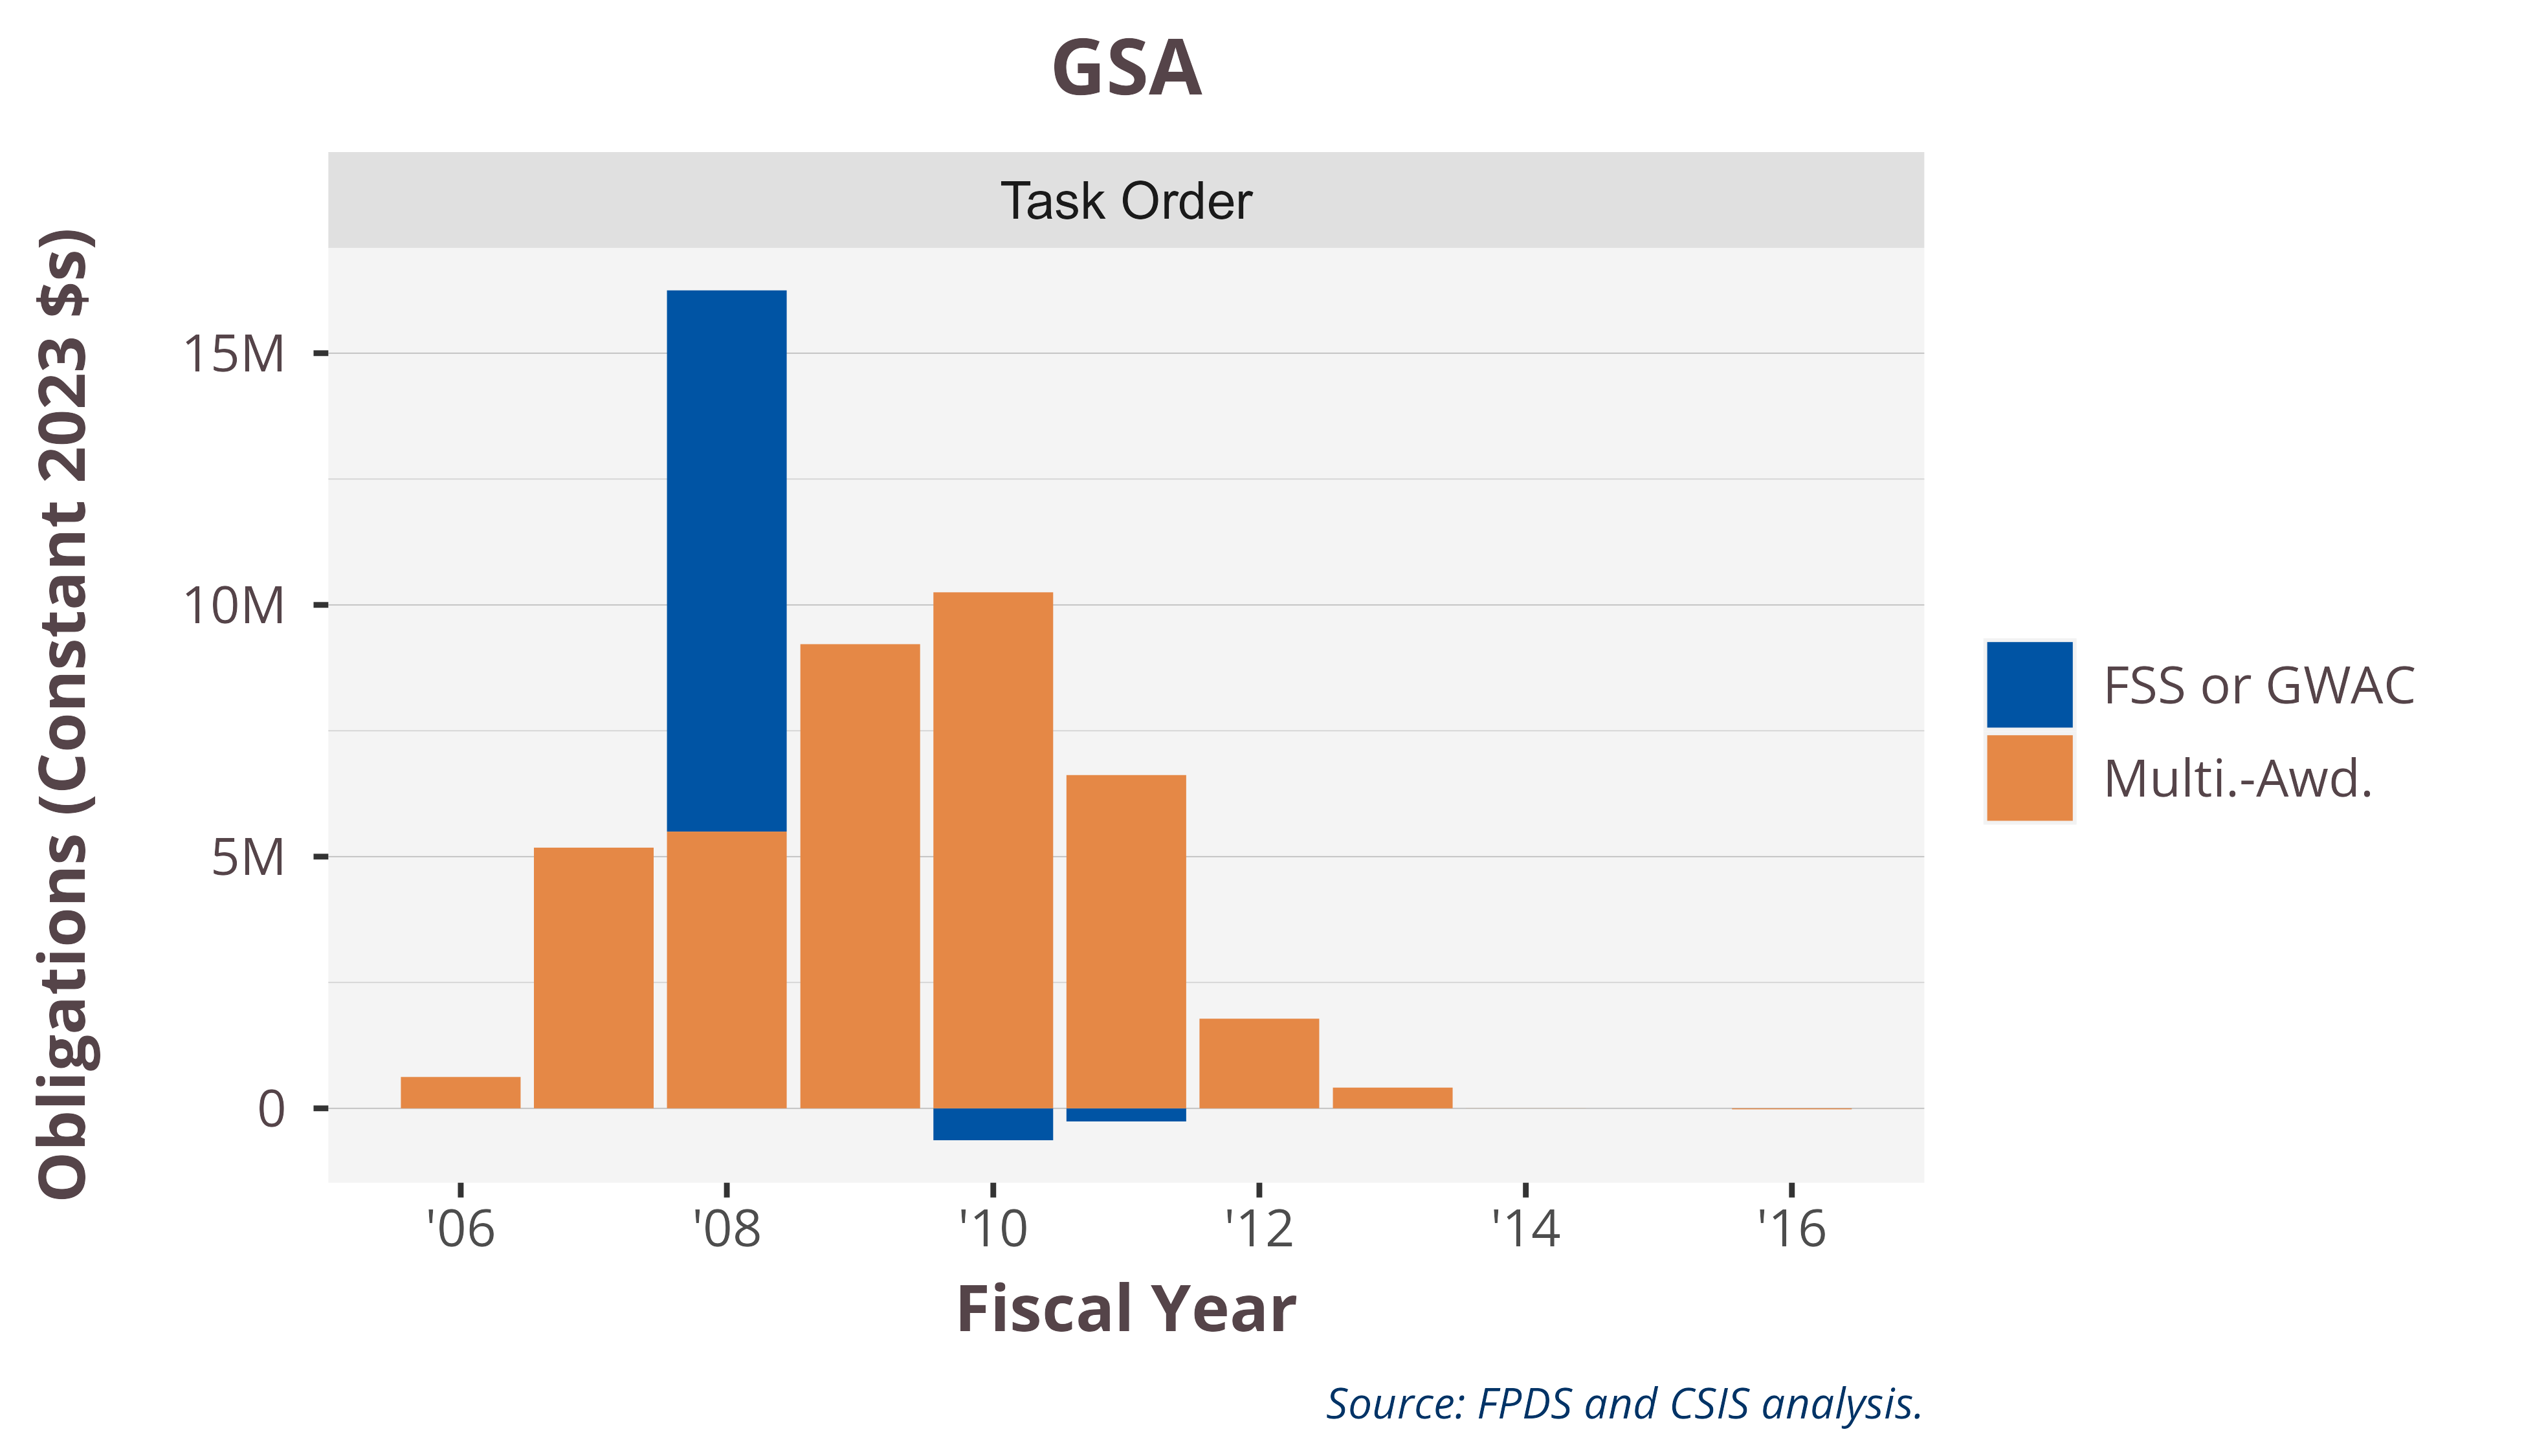 GSA
Task Order
Obligations (Constant 2023 $s)
15M
10M
5M
0
'06 '08 '10 '12 '14 '16
Fiscal Year
FSS or GWAC
Multi.-Awd.
Source: FPDS and CSIS analysis.